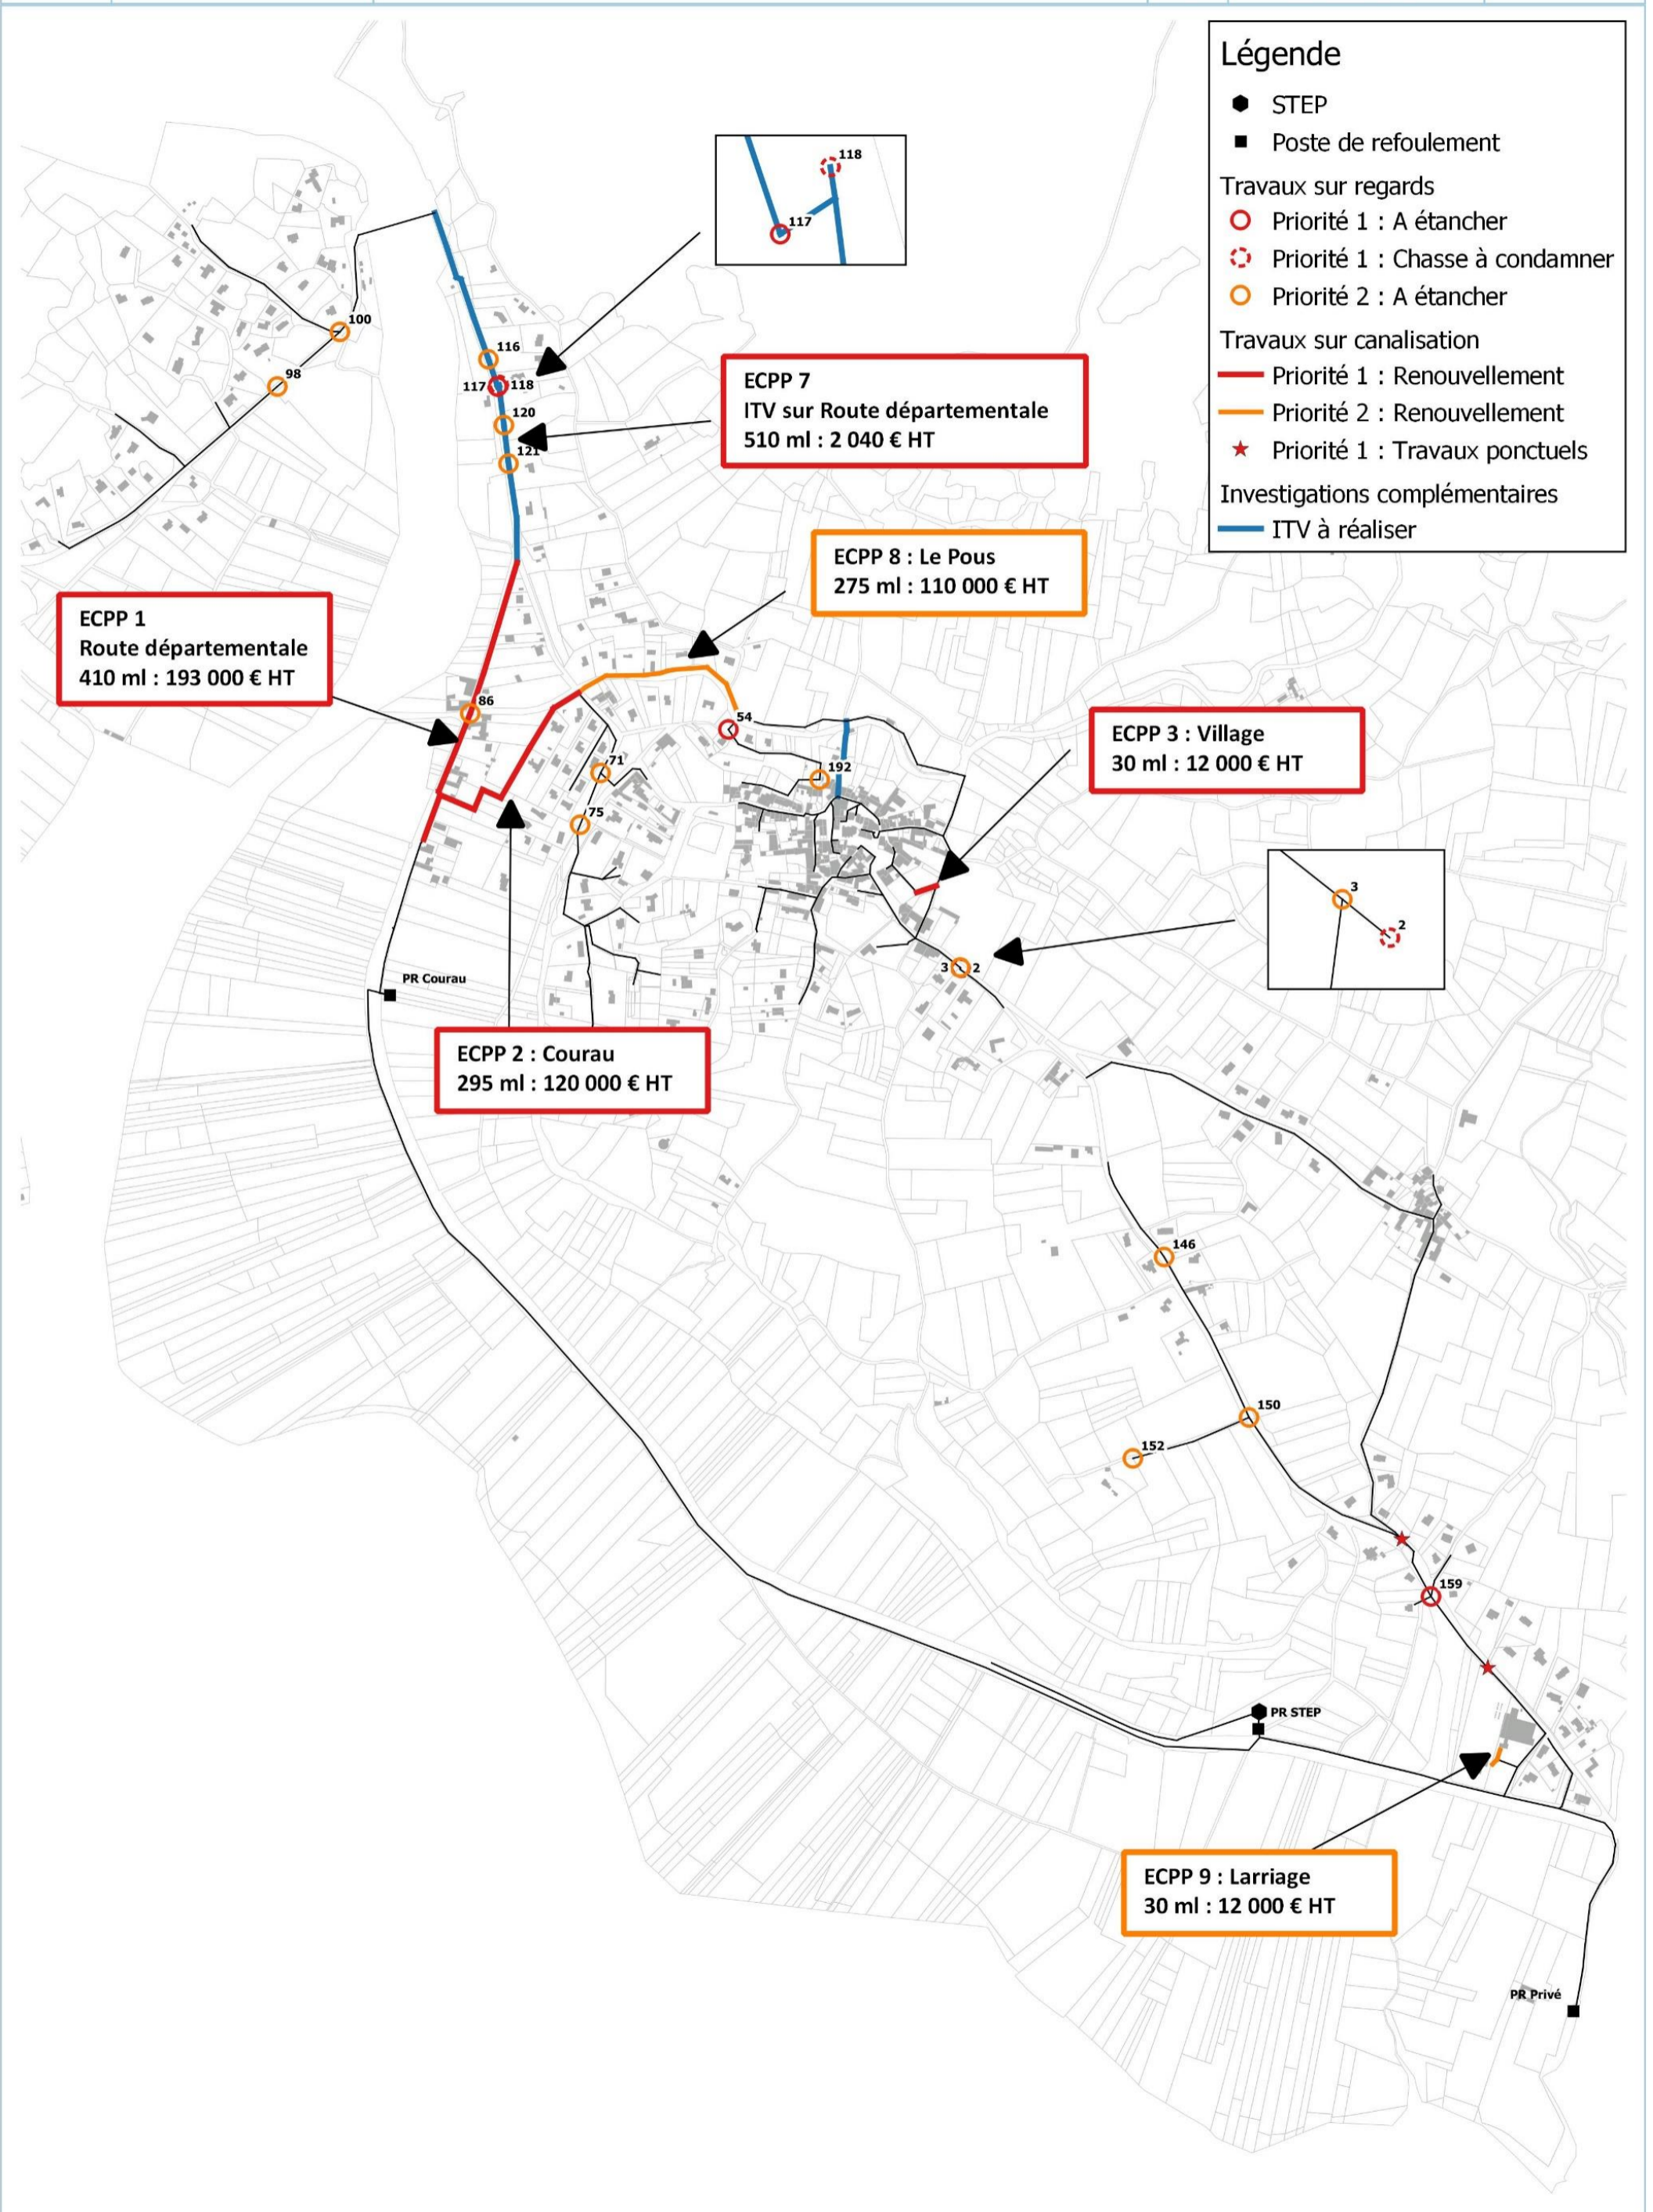 Légende
STEP
Poste de refoulement
Travaux sur regards
Priorité 1 : A étancher
Priorité 1 : Chasse à condamner
Priorité 2 : A étancher
Travaux sur canalisation
Priorité 1 : Renouvellement
Priorité 2 : Renouvellement
Priorité 1 : Travaux ponctuels
Investigations complémentaires
ITV à réaliser
118
117
100
98
116
117
118
120
121
ECPP 7
ITV sur Route départementale
510 ml : 2 040 € HT
ECPP 8 : Le Pous
275 ml : 110 000 € HT
ECPP 1
Route départementale
410 ml : 193 000 € HT
86
54
71
75
192
ECPP 3 : Village
30 ml : 12 000 € HT
3
2
3
2
PR Courau
ECPP 2 : Courau
295 ml : 120 000 € HT
146
150
152
159
PR STEP
ECPP 9 : Larriage
30 ml : 12 000 € HT
PR Privé